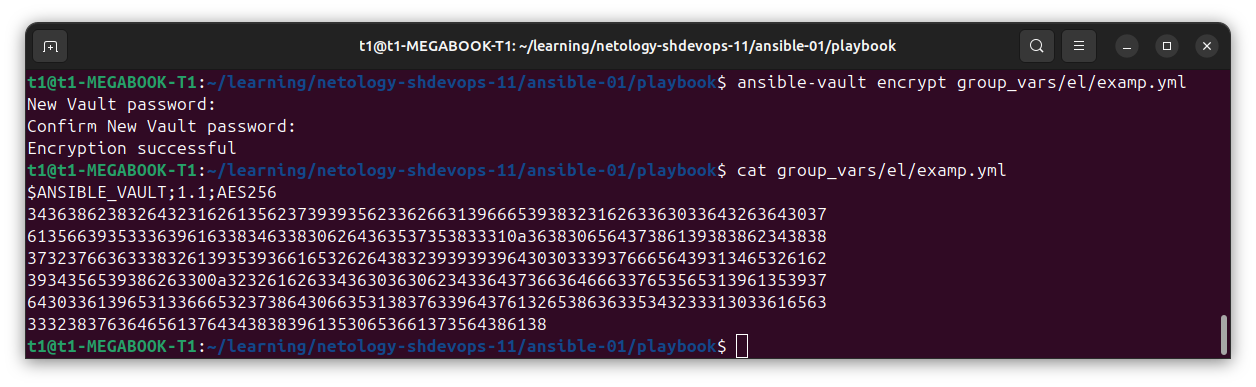 t1@t1-MEGABOOK-T1: ~/learning/netology-shdevops-11/ansible-01/playbook
t1@t1-MEGABOOK-T1:~/learning/netology-shdevops-11/ansible-01/playbook$ ansible-vault encrypt group_vars/el/examp.yml
New Vault password:
Confirm New Vault password:
Encryption successful
t1@t1-MEGABOOK-T1:~/learning/netology-shdevops-11/ansible-01/playbook$ cat group_vars/el/examp.yml
$ANSIBLE_VAULT;1.1;AES256
34363862383264323162613562373939356233626631396665393832316263363033643263643037
6135663935333639616338346338306264363537353833310a363830656437386139383862343838
37323766363338326139353936616532626438323939393964303033393766656439313465326162
3934356539386263300a323261626334363036306234336437366364666337653565313961353937
64303361396531336665323738643066353138376339643761326538636335343233313033616563
3332383763646561376434383839613530653661373564386138
t1@t1-MEGABOOK-T1:~/learning/netology-shdevops-11/ansible-01/playbook$